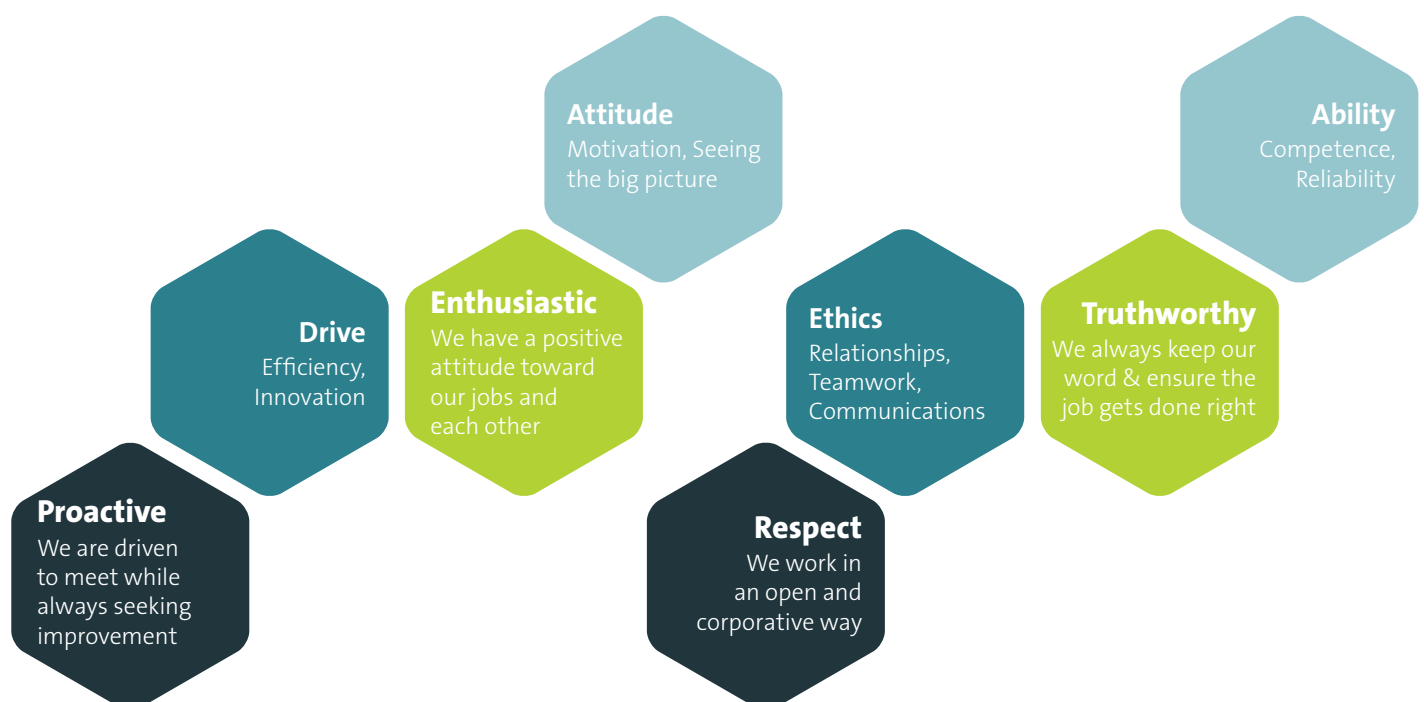 Attitude
Motivation, Seeing
the big picture
Ability
Competence,
Reliability
Drive
Efficiency,
Innovation
Enthusiastic
We have a positive
attitude toward
our jobs and
each other
Ethics
Relationships,
Teamwork,
Communications
Truthworthy
We always keep our
word & ensure the
job gets done right
Proactive
We are driven
to meet while
always seeking
improvement
Respect
We work in
an open and
corporative way